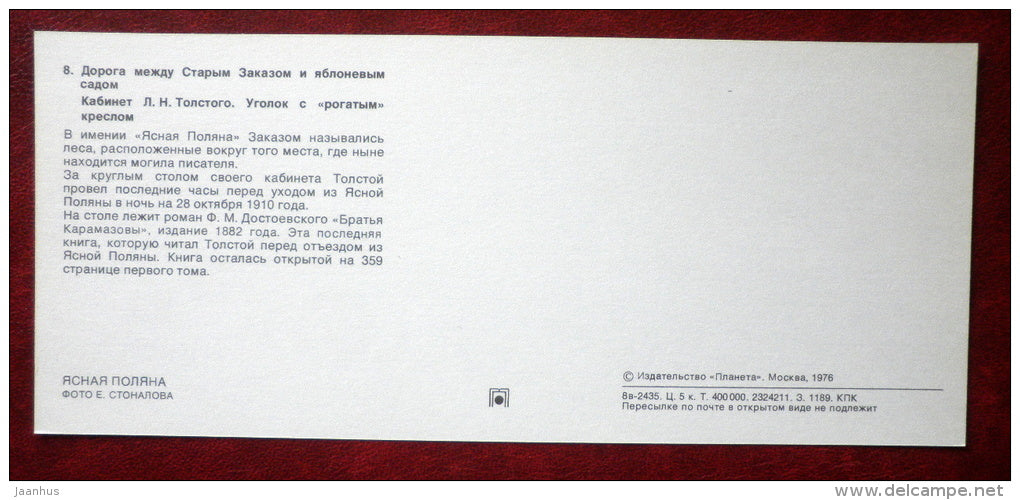 8. Дорога между Старым Заказом и яблоневым
садом
Кабинет Л. Н. Толстого. Уголок с «рогатым»
креслом
В имении «Ясная Поляна» Заказом назывались
леса, расположенные вокруг того места, где ныне
находится могила писателя.
За круглым столом своего кабинета Толстой
провел последние часы перед уходом из Ясной
Поляны в ночь на 28 октября 1910 года.
На столе лежит роман Ф. М. Достоевского «Братья
Карамазовы», издание 1882 года. Эта последняя
книга, которую читал Толстой перед отъездом из
Ясной Поляны. Книга осталась открытой на 359
странице первого тома.
ЯСНАЯ ПОЛЯНА
ФОТО Е. СТОНАЛОВА
© Издательство «Планета». Москва, 1976
8в-2435. Ц. 5 к. Т. 400 000. 2324211. З. 1189. КПК
Пересылке по почте в открытом виде не подлежит
jaanhus
delcampe.net